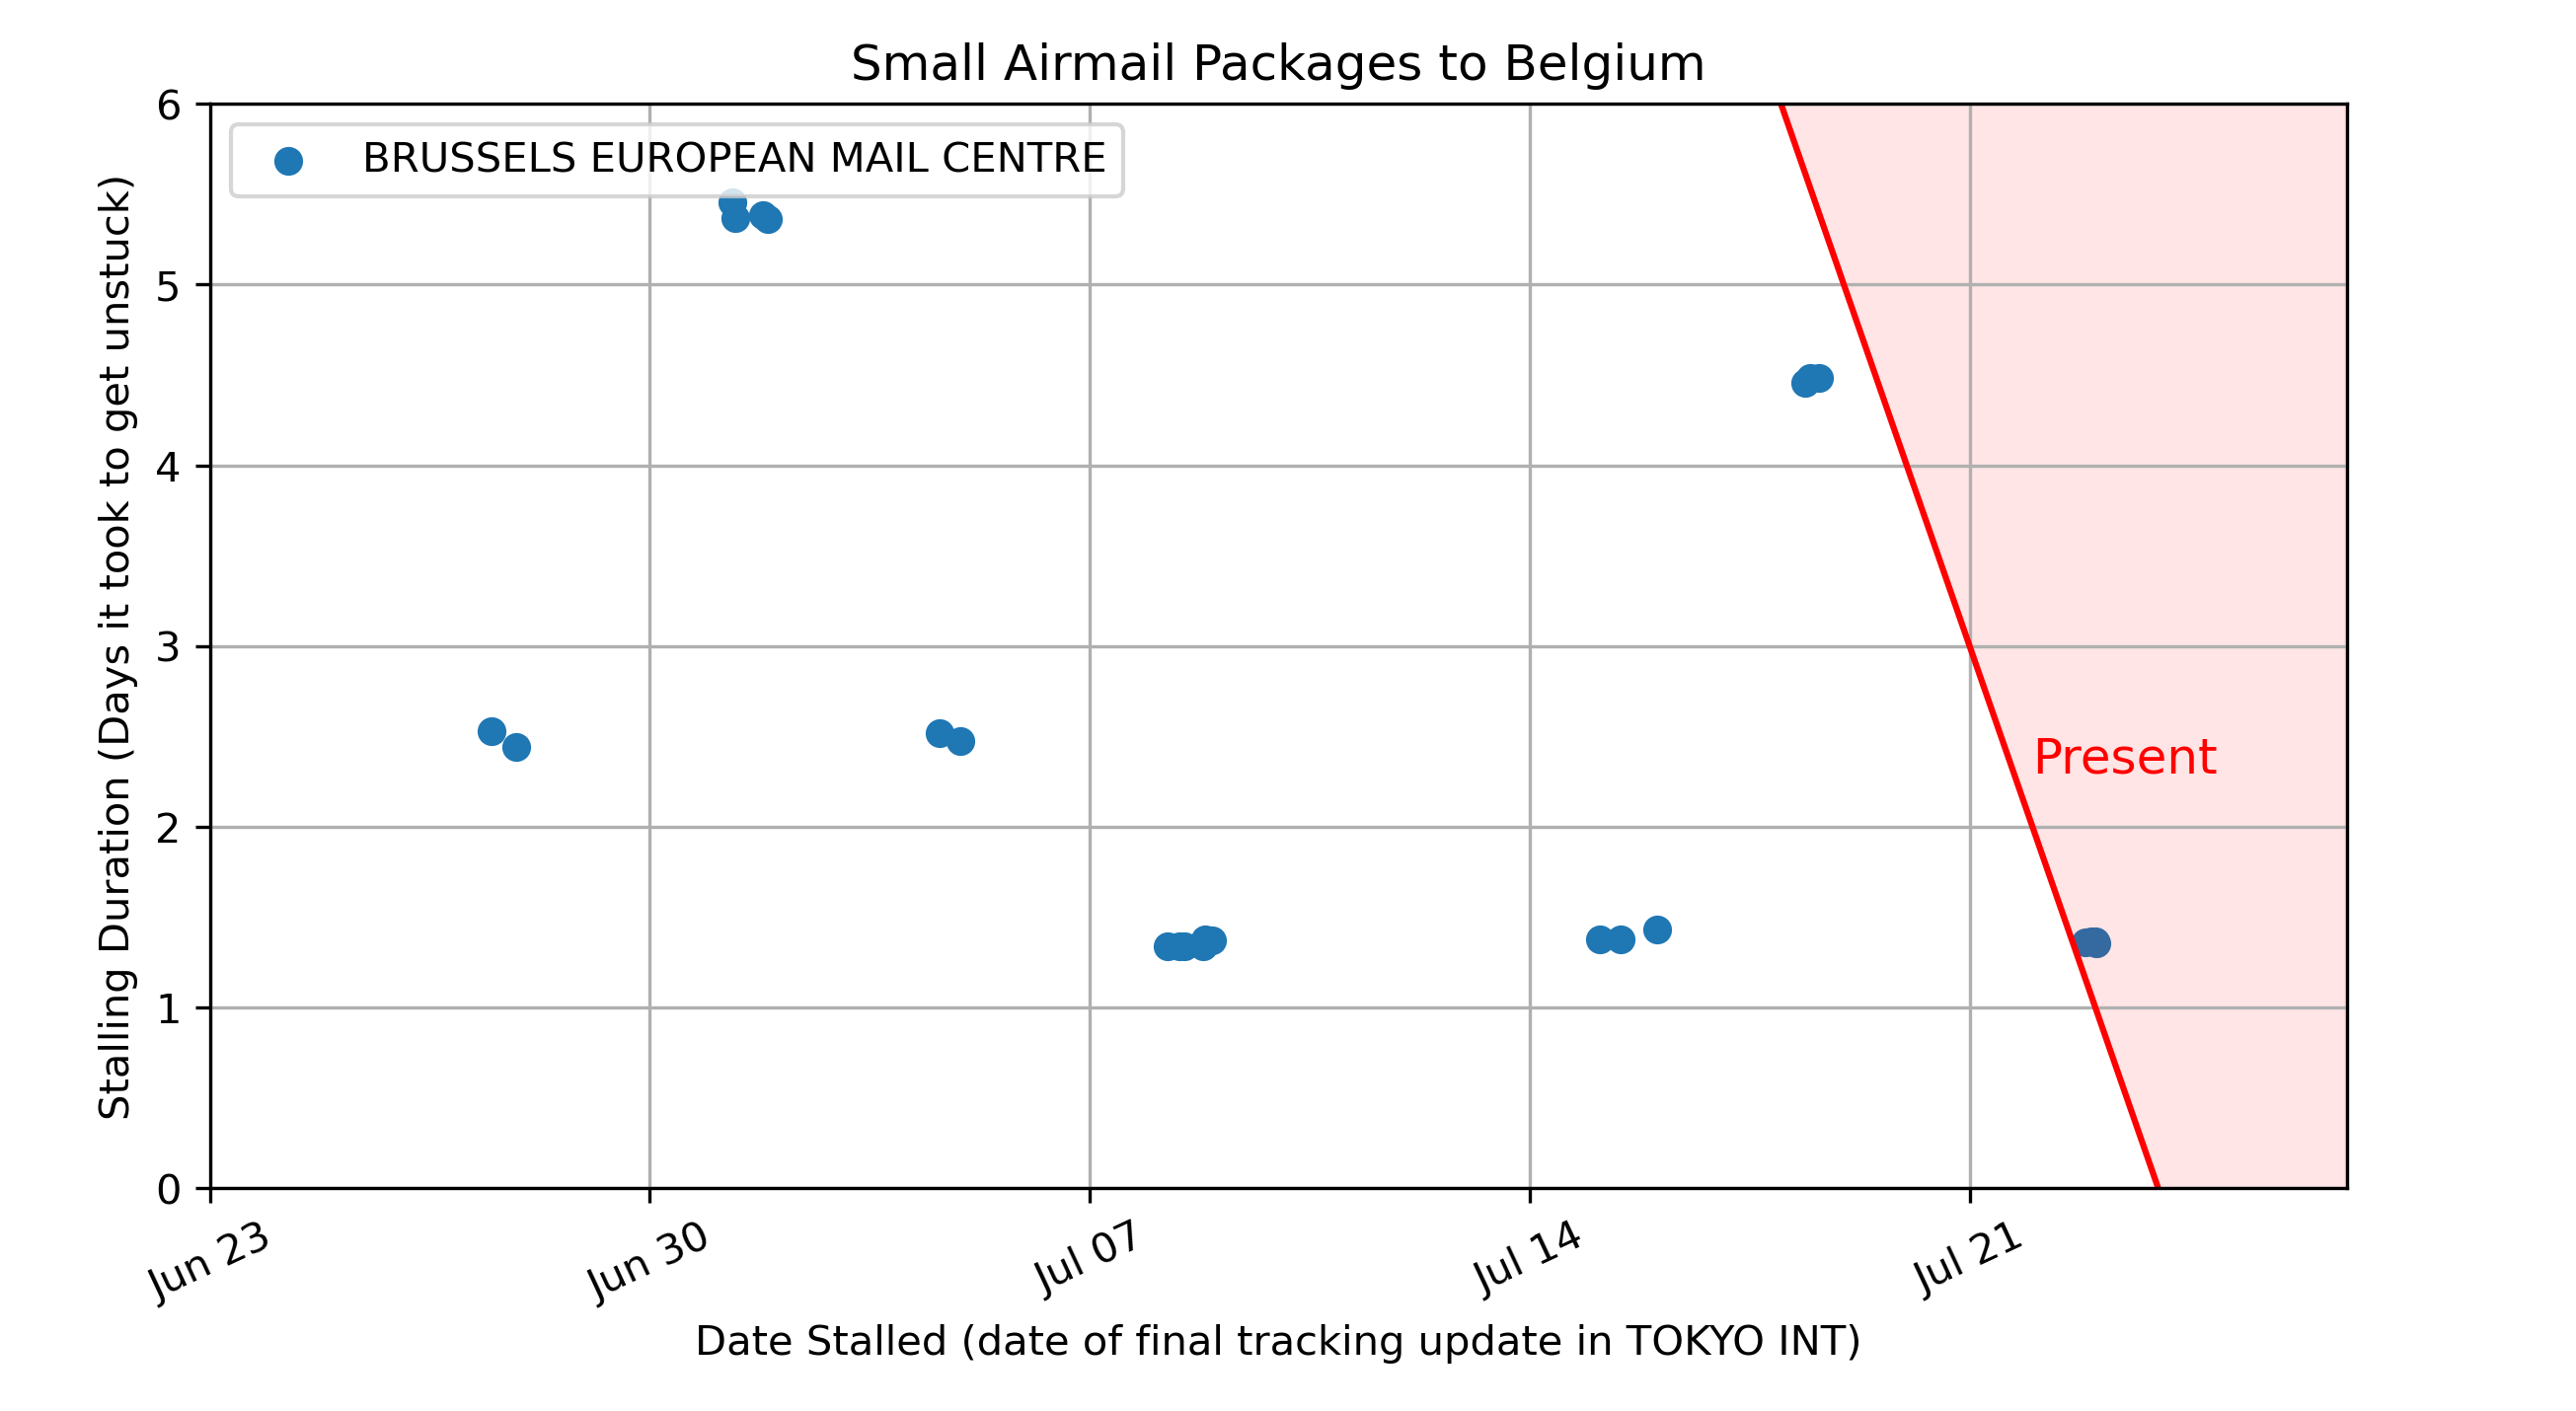 Small Airmail Packages to Belgium
BRUSSELS EUROPEAN MAIL CENTRE
Stalling Duration (Days it took to get unstuck)
6
5
4
3
2
1
0
Present
Jun 23
Jun 30
Jul 07
Jul 14
Jul 21
Date Stalled (date of final tracking update in TOKYO INT)